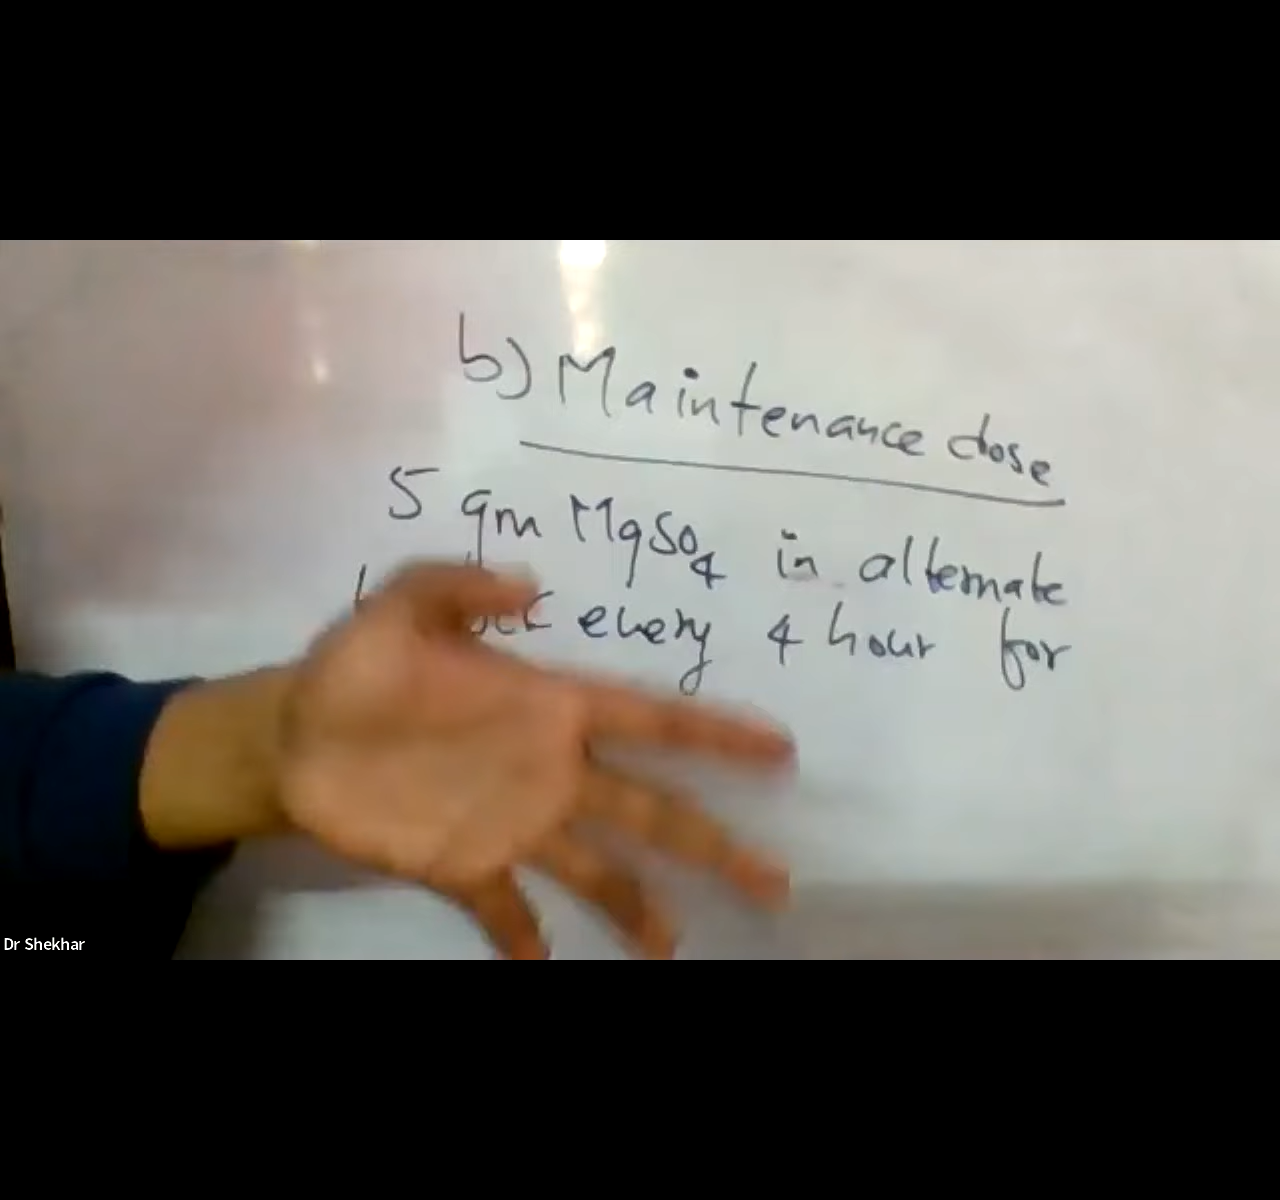 b) Maintenance dose
5 gm MgSO4 in alternate
every 4 hour for
Dr Shekhar